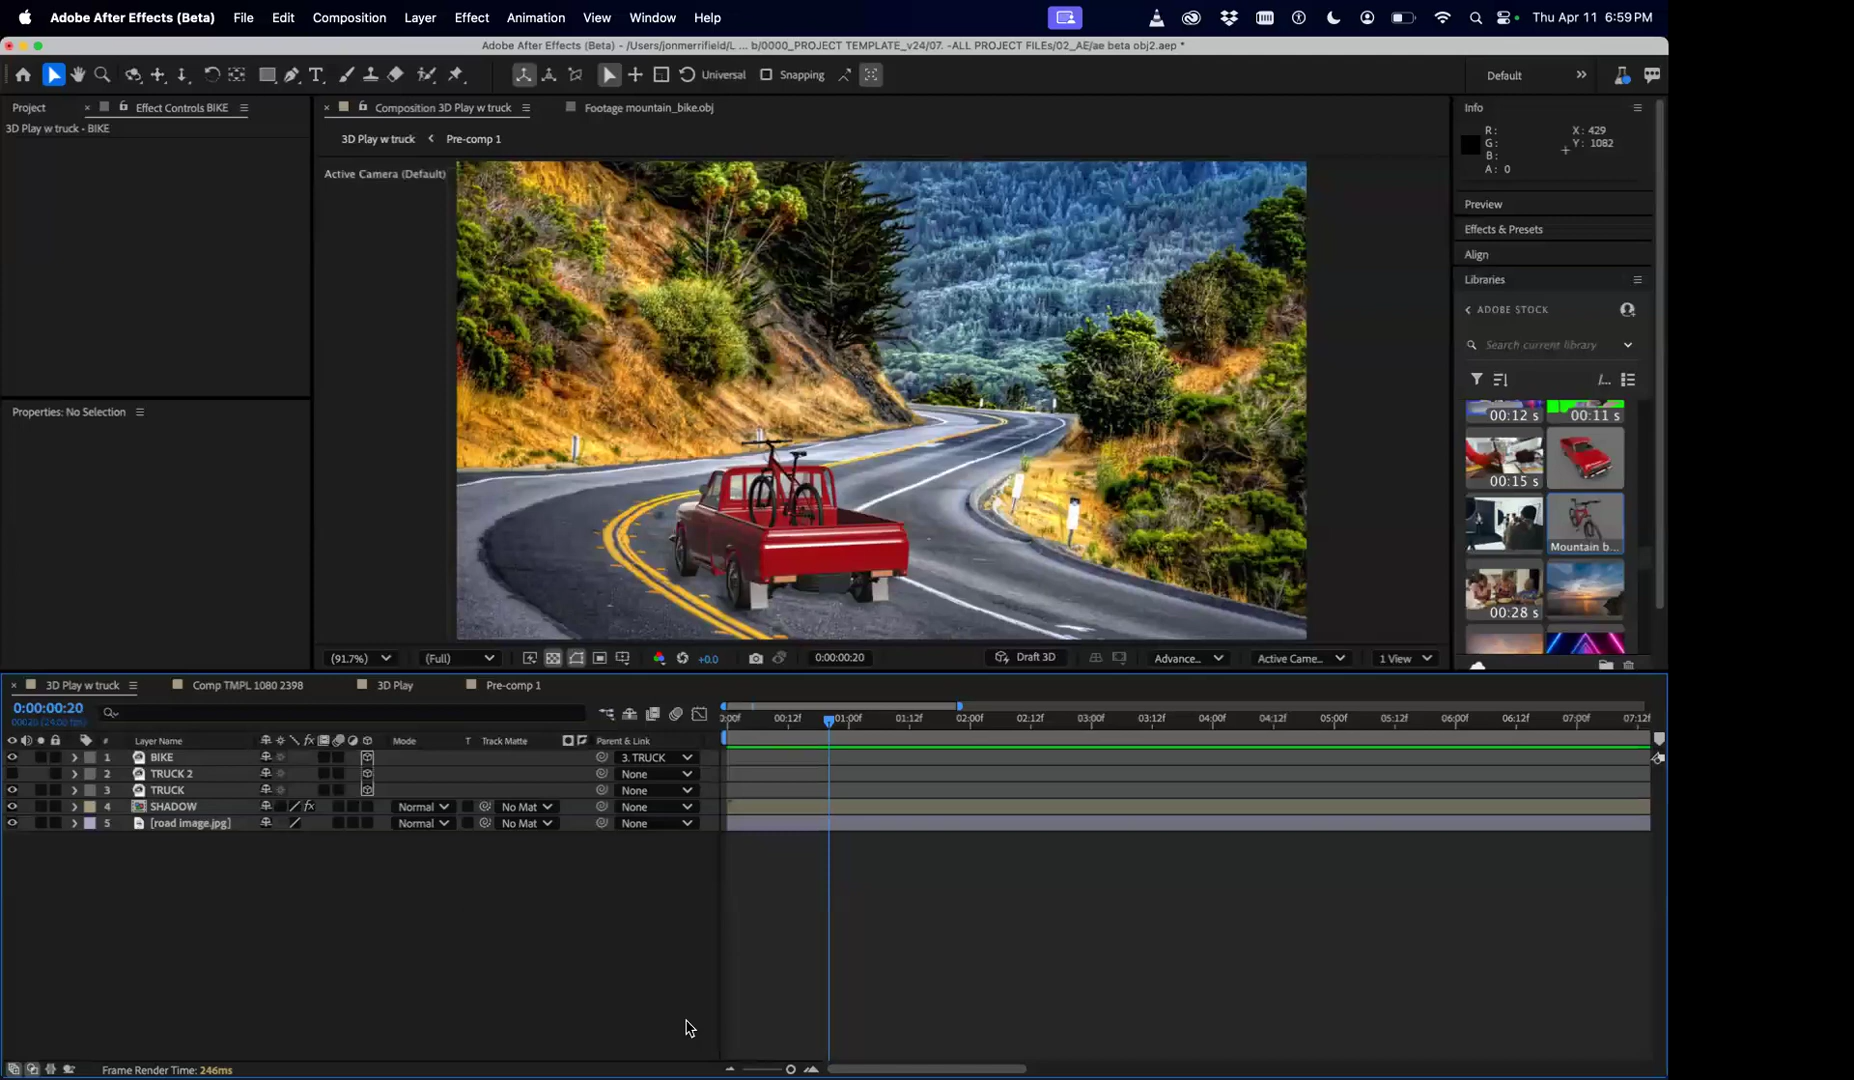 Adobe After Effects (Beta) File Edit Composition Layer Effect Animation View Window Help Thu Apr 11 6:59 PM
Adobe After Effects (Beta) - /Users/jonmerrifield/L ... b/0000_PROJECT TEMPLATE_v24/07. -ALL PROJECT FILEs/02_AE/ae beta obj2.aep *
Universal Snapping Default
Project Effect Controls BIKE Composition 3D Play w truck Footage mountain_bike.obj Info
3D Play w truck - BIKE
3D Play w truck Pre-comp 1
R: X: 429
G: Y: 1082
B:
A: 0
Active Camera (Default)
Preview
Effects & Presets
Align
Libraries
ADOBE STOCK
Search current library
00:12 s 00:11 s
00:15 s
Mountain b...
00:28 s
Properties: No Selection
(91.7%) (Full) +0.0 0:00:00:20 Draft 3D Advance... Active Came... 1 View
3D Play w truck Comp TMPL 1080 2398 3D Play Pre-comp 1
0:00:00:20
00020 (24.00 fps)
00:12f 01:00f 01:12f 02:00f 02:12f 03:00f 03:12f 04:00f 04:12f 05:00f 05:12f 06:00f 06:12f 07:00f 07:12f
# Layer Name Mode T Track Matte Parent & Link
1 BIKE 3. TRUCK
2 TRUCK 2 None
3 TRUCK None
4 SHADOW Normal No Mat None
5 [road image.jpg] Normal No Mat None
Frame Render Time: 246ms